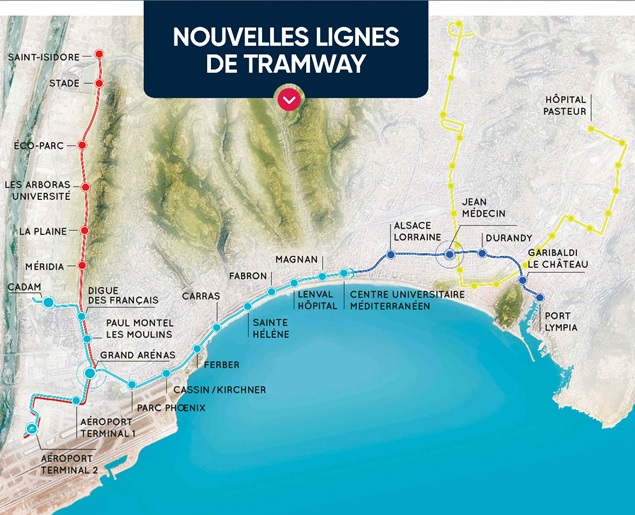 NOUVELLES LIGNES
DE TRAMWAY
SAINT-ISIDORE
STADE
ÉCO-PARC
LES ARBORAS
UNIVERSITÉ
LA PLAINE
MÉRIDIA
CADAM
DIGUE
DES FRANÇAIS
PAUL MONTEL
LES MOULINS
GRAND ARÉNAS
AÉROPORT
TERMINAL 1
AÉROPORT
TERMINAL 2
PARC PHŒNIX
CASSIN/KIRCHNER
FERBER
CARRAS
SAINTE
HÉLÈNE
FABRON
LENVAL
HÔPITAL
MAGNAN
CENTRE UNIVERSITAIRE
MÉDITERRANÉEN
ALSACE
LORRAINE
JEAN
MÉDECIN
DURANDY
GARIBALDI
LE CHÂTEAU
PORT
LYMPIA
HÔPITAL
PASTEUR